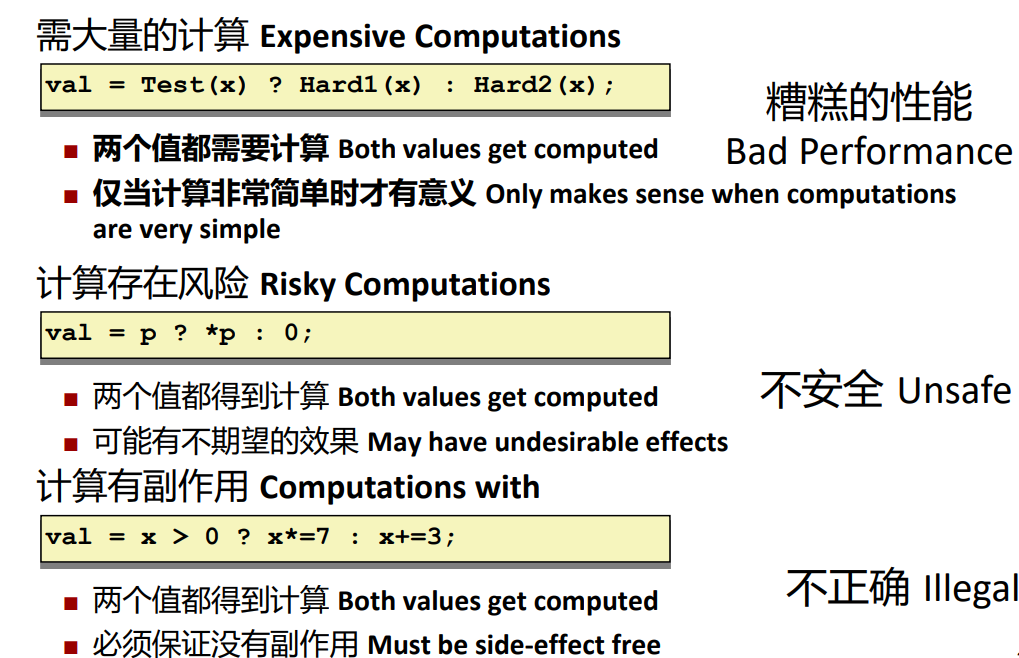 需大量的计算 Expensive Computations
val = Test(x) ? Hard1(x) : Hard2(x);
糟糕的性能
Bad Performance
■ 两个值都需要计算 Both values get computed
■ 仅当计算非常简单时才有意义 Only makes sense when computations
are very simple
计算存在风险 Risky Computations
val = p ? *p : 0;
■ 两个值都得到计算 Both values get computed
不安全 Unsafe
■ 可能有不期望的效果 May have undesirable effects
计算有副作用 Computations with
val = x > 0 ? x*=7 : x+=3;
■ 两个值都得到计算 Both values get computed
不正确 Illegal
■ 必须保证没有副作用 Must be side-effect free